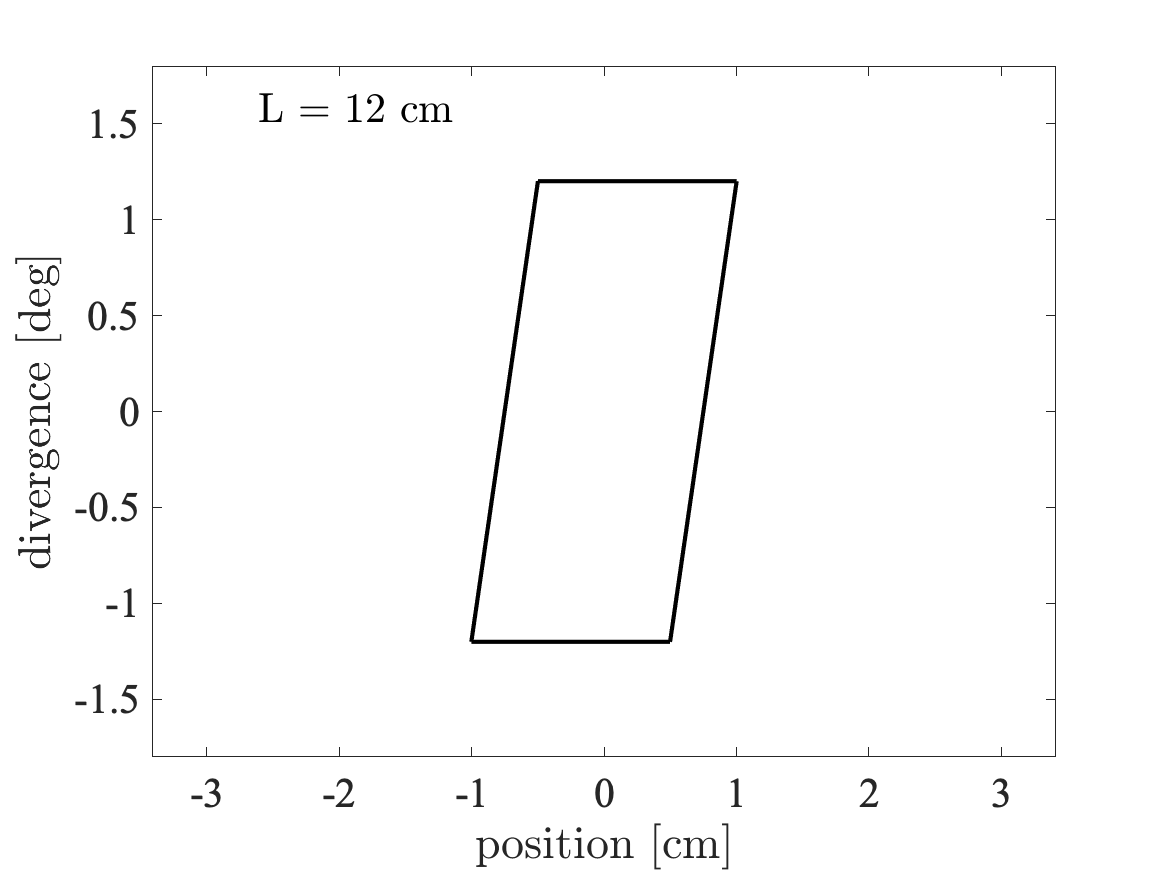 L = 12 cm
divergence [deg]
1.5
1
0.5
0
-0.5
-1
-1.5
-3 -2 -1 0 1 2 3
position [cm]